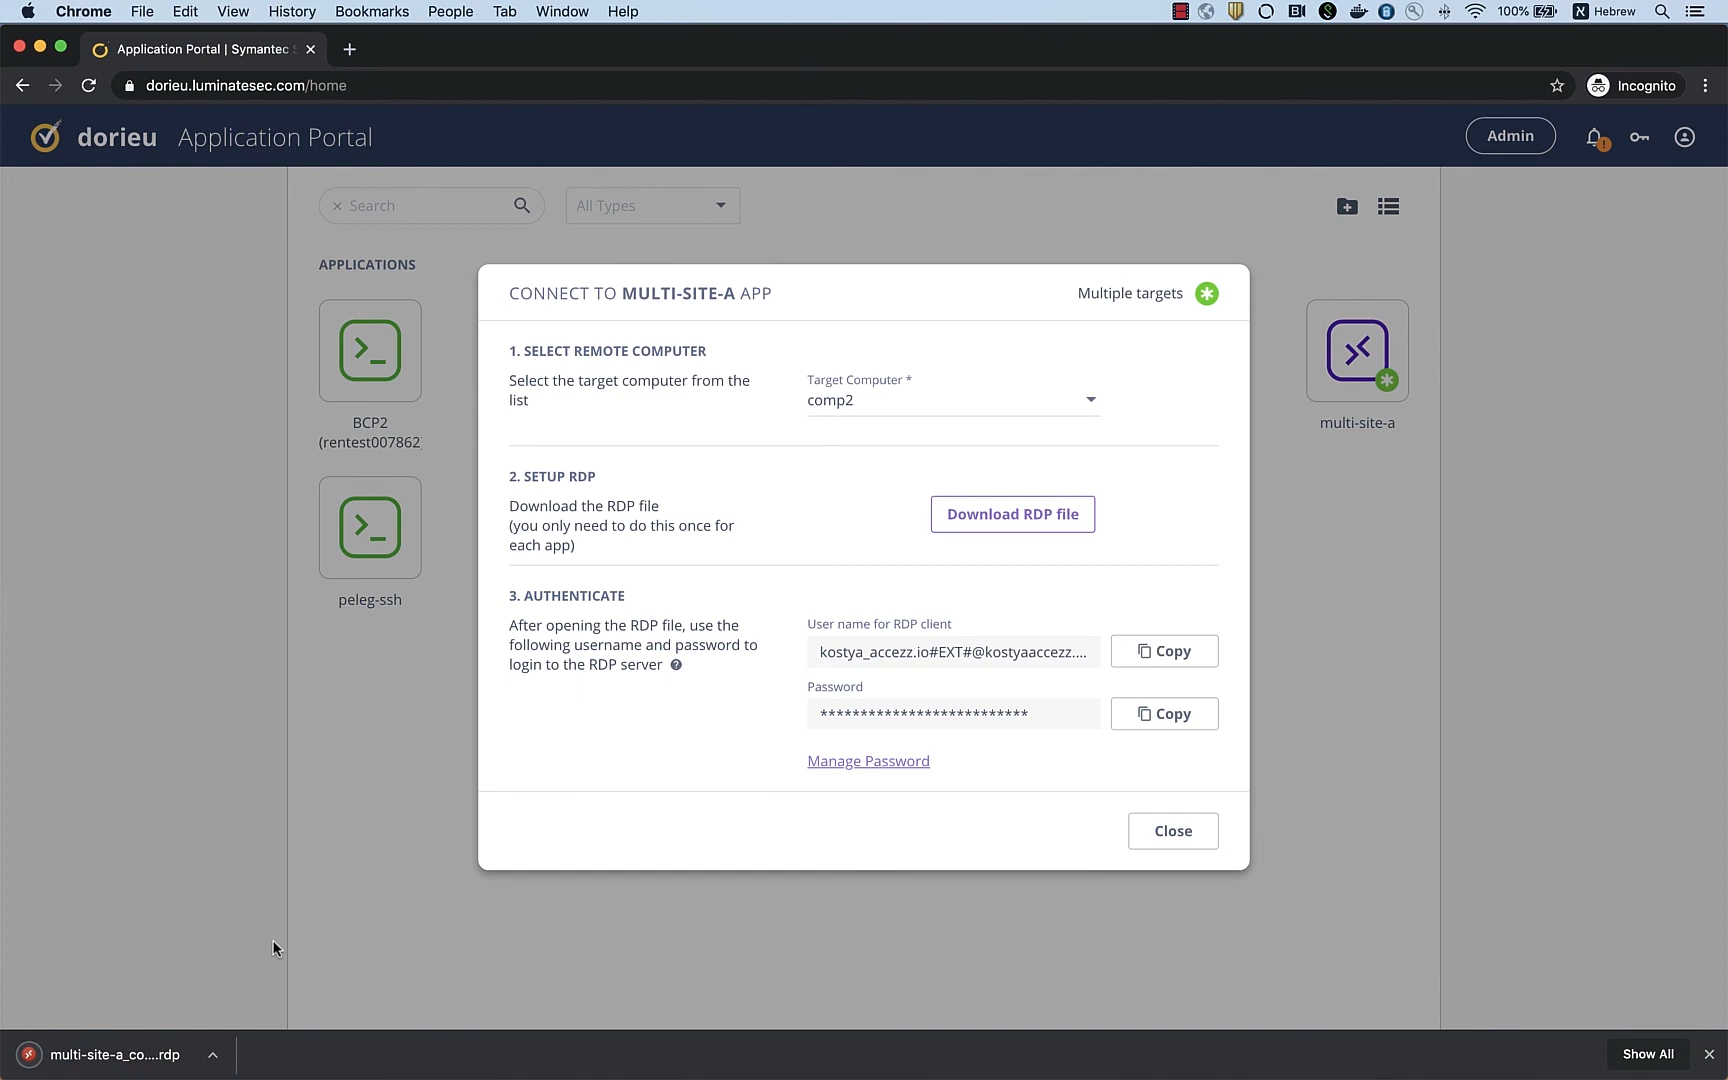 Chrome File Edit View History Bookmarks People Tab Window Help
100% Hebrew
Application Portal | Symantec
dorieu.luminatesec.com/home
Incognito
dorieu Application Portal
Admin
Search
All Types
APPLICATIONS
BCP2
(rentest007862
peleg-ssh
multi-site-a
CONNECT TO MULTI-SITE-A APP
Multiple targets
1. SELECT REMOTE COMPUTER
Select the target computer from the
list
Target Computer *
comp2
2. SETUP RDP
Download the RDP file
(you only need to do this once for
each app)
Download RDP file
3. AUTHENTICATE
After opening the RDP file, use the
following username and password to
login to the RDP server
User name for RDP client
kostya_accezz.io#EXT#@kostyaaccezz....
Copy
Password
**************************
Copy
Manage Password
Close
multi-site-a_co....rdp
Show All